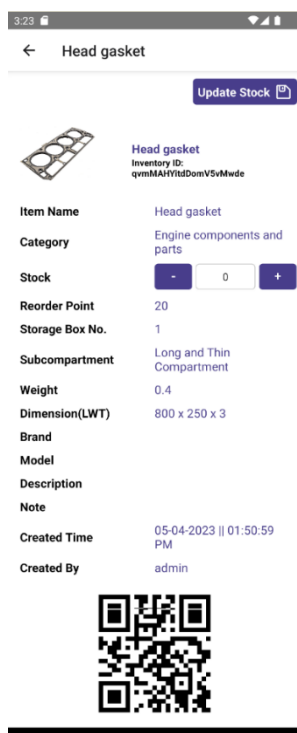 3:23
← Head gasket
Update Stock
Head gasket
Inventory ID:
qvmMAHYitdDomV5vMwde
Item Name Head gasket
Category Engine components and
parts
Stock - 0 +
Reorder Point 20
Storage Box No. 1
Subcompartment Long and Thin
Compartment
Weight 0.4
Dimension(LWT) 800 x 250 x 3
Brand
Model
Description
Note
Created Time 05-04-2023 || 01:50:59
PM
Created By admin